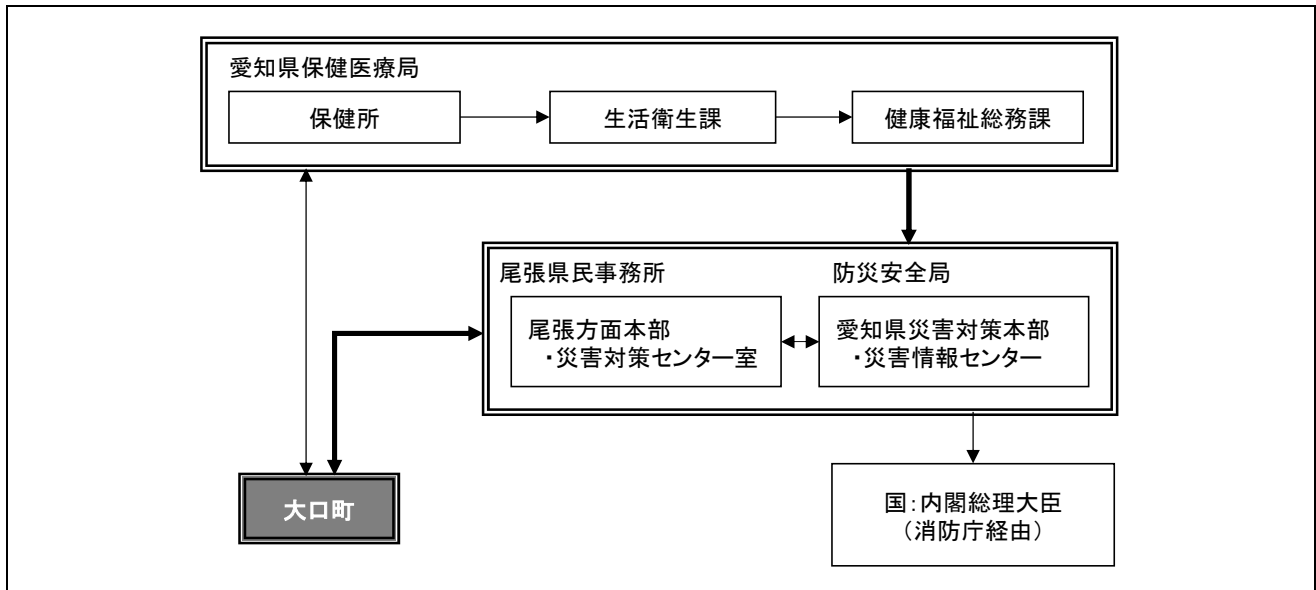 愛知県保健医療局
保健所
生活衛生課
健康福祉総務課
尾張県民事務所
防災安全局
尾張方面本部
・災害対策センター室
愛知県災害対策本部
・災害情報センター
大口町
国：内閣総理大臣
（消防庁経由）